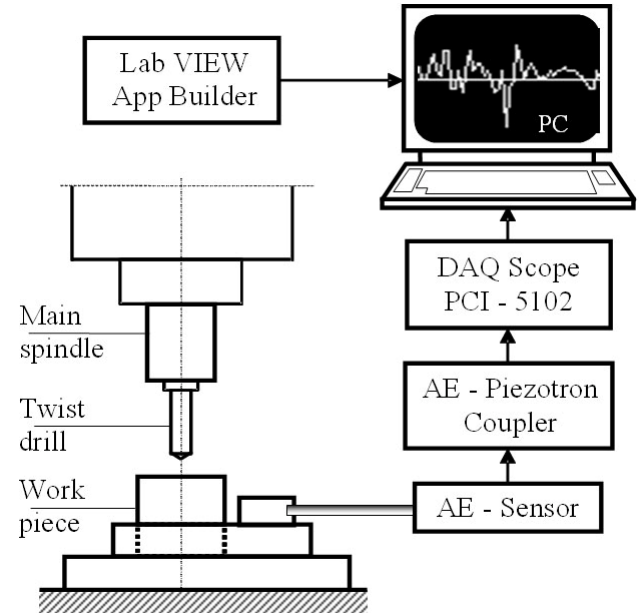 Lab VIEW
App Builder
PC
DAQ Scope
PCI - 5102
Main
spindle
AE - Piezotron
Coupler
Twist
drill
Work
piece
AE - Sensor